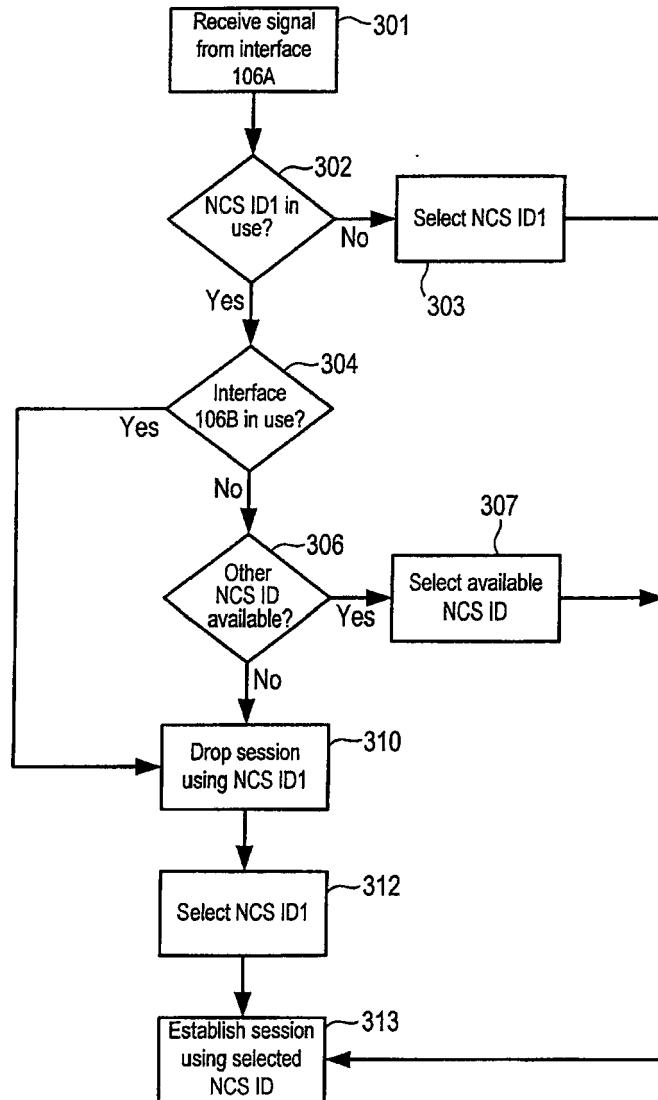 Receive signal
from interface
106A
301
302
NCS ID1 in
use?
No
Select NCS ID1
303
Yes
304
Interface
106B in use?
Yes
No
306
307
Other
NCS ID
available?
Yes
Select available
NCS ID
No
310
Drop session
using NCS ID1
312
Select NCS ID1
313
Establish session
using selected
NCS ID